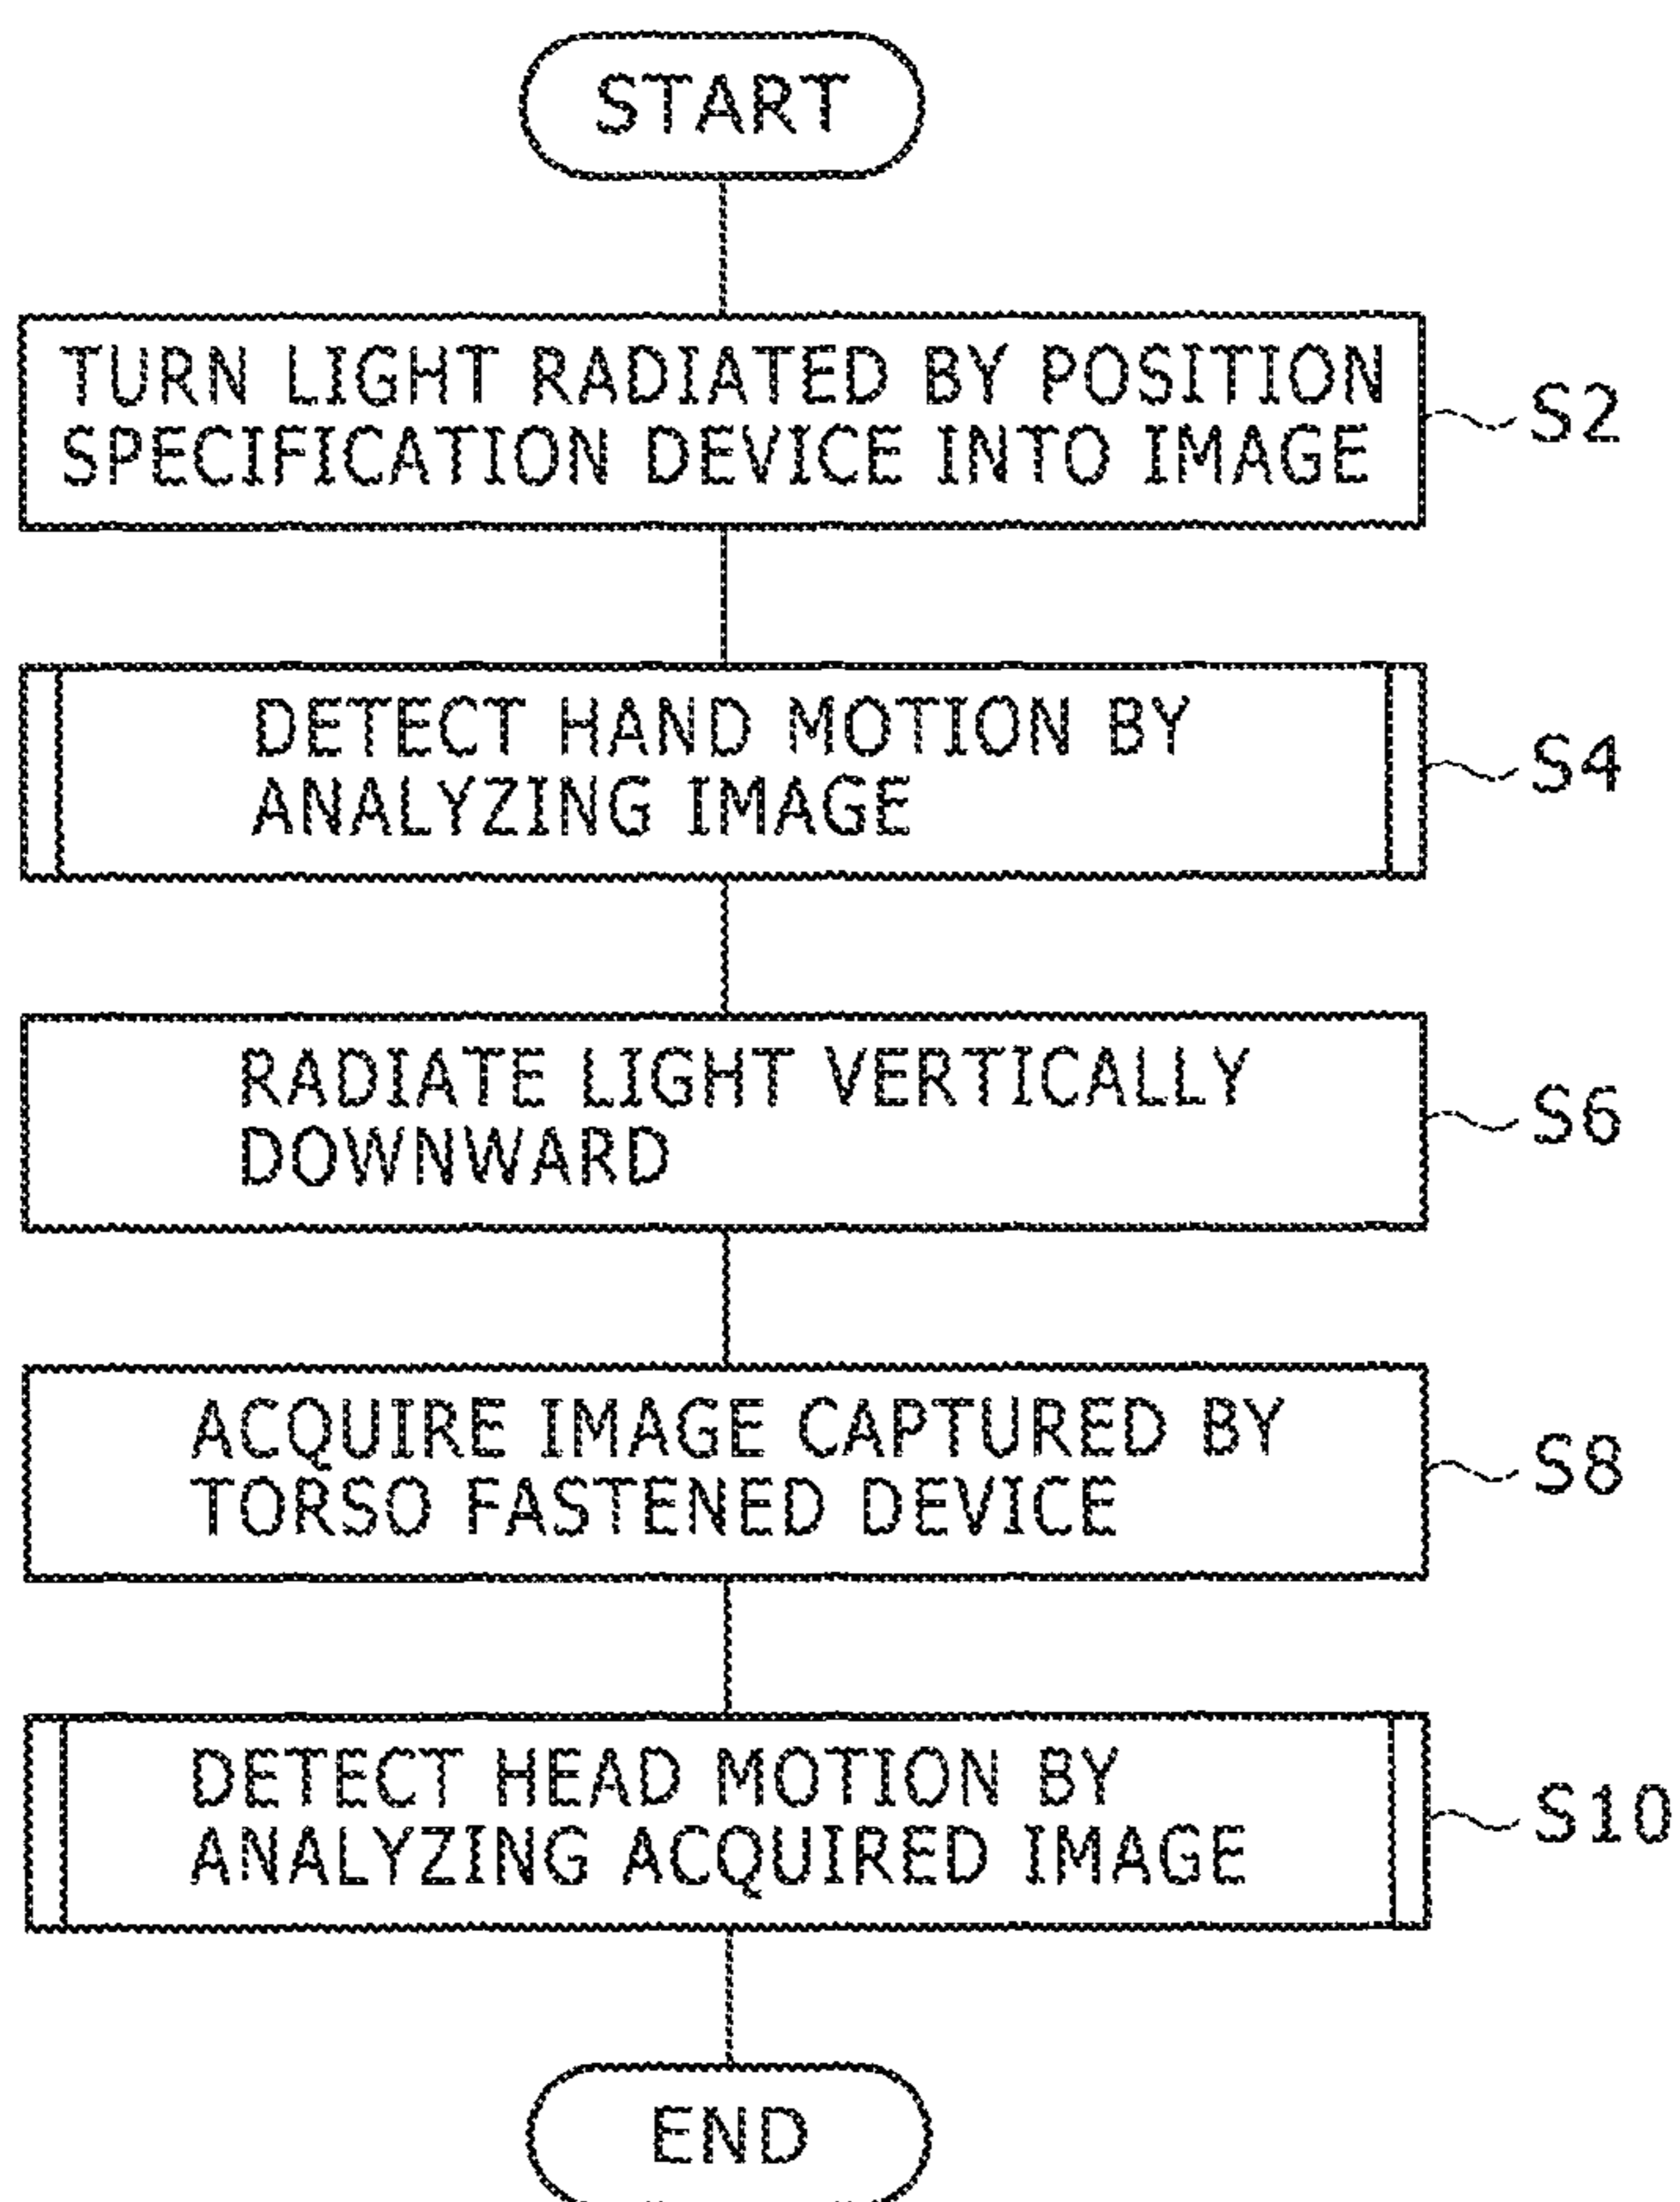 START
TURN LIGHT RADIATED BY POSITION
SPECIFICATION DEVICE INTO IMAGE
S2
DETECT HAND MOTION BY
ANALYZING IMAGE
S4
RADIATE LIGHT VERTICALLY
DOWNWARD
S6
ACQUIRE IMAGE CAPTURED BY
TORSO FASTENED DEVICE
S8
DETECT HEAD MOTION BY
ANALYZING ACQUIRED IMAGE
S10
END